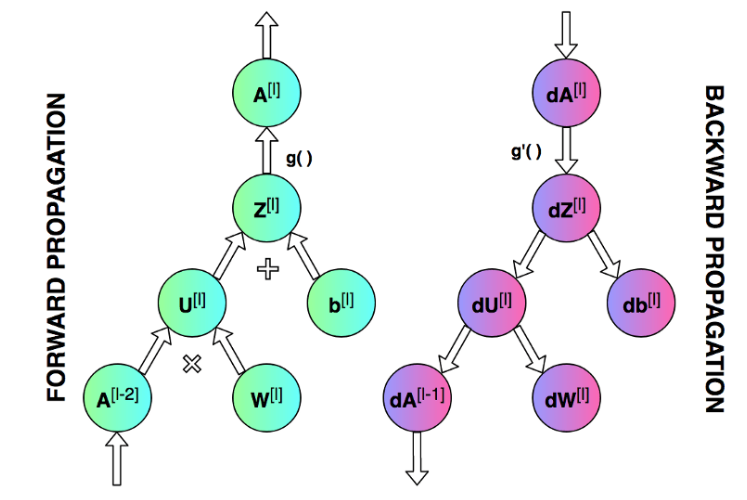 FORWARD PROPAGATION
A[l]
g()
Z[l]
+
U[l]
b[l]
×
A[l-2]
W[l]
dA[l]
g'()
dZ[l]
dU[l]
db[l]
dA[l-1]
dW[l]
BACKWARD PROPAGATION